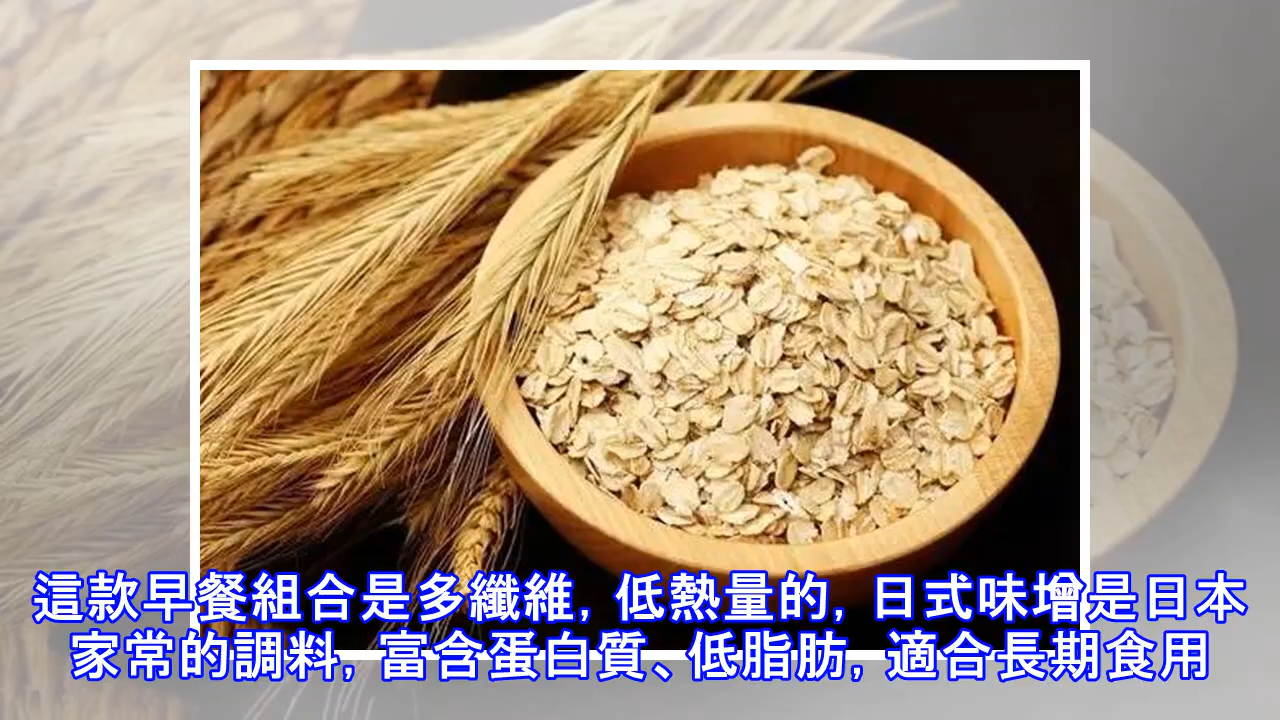 這款早餐組合是多纖維, 低熱量的, 日式味增是日本
家常的調料, 富含蛋白質、低脂肪, 適合長期食用